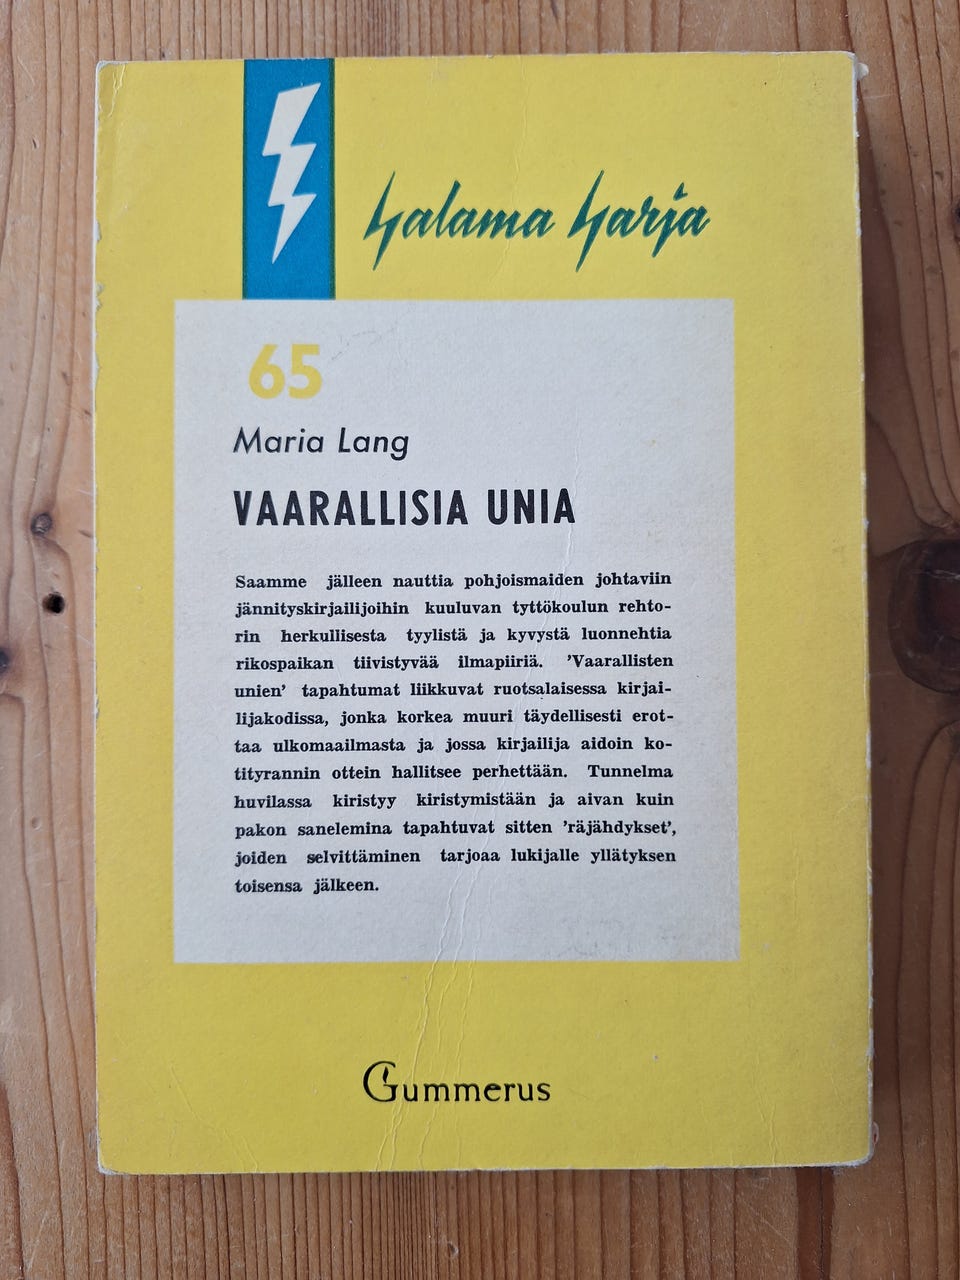 Salama Sarja
65
Maria Lang
VAARALLISIA UNIA
Saamme jälleen nauttia pohjoismaiden johtaviin
jännityskirjailijoihin kuuluvan tyttökoulun rehto-
rin herkullisesta tyylistä ja kyvystä luonnehtia
rikospaikan tiivistyvää ilmapiiriä. ’Vaarallisten
unien’ tapahtumat liikkuvat ruotsalaisessa kirjai-
lijakodissa, jonka korkea muuri täydellisesti erot-
taa ulkomaailmasta ja jossa kirjailija aidoin ko-
tityrannin ottein hallitsee perhettään. Tunnelma
huvilassa kiristyy kiristymistään ja aivan kuin
pakon sanelemina tapahtuvat sitten ’räjähdykset’,
joiden selvittäminen tarjoaa lukijalle yllätyksen
toisensa jälkeen.
Gummerus